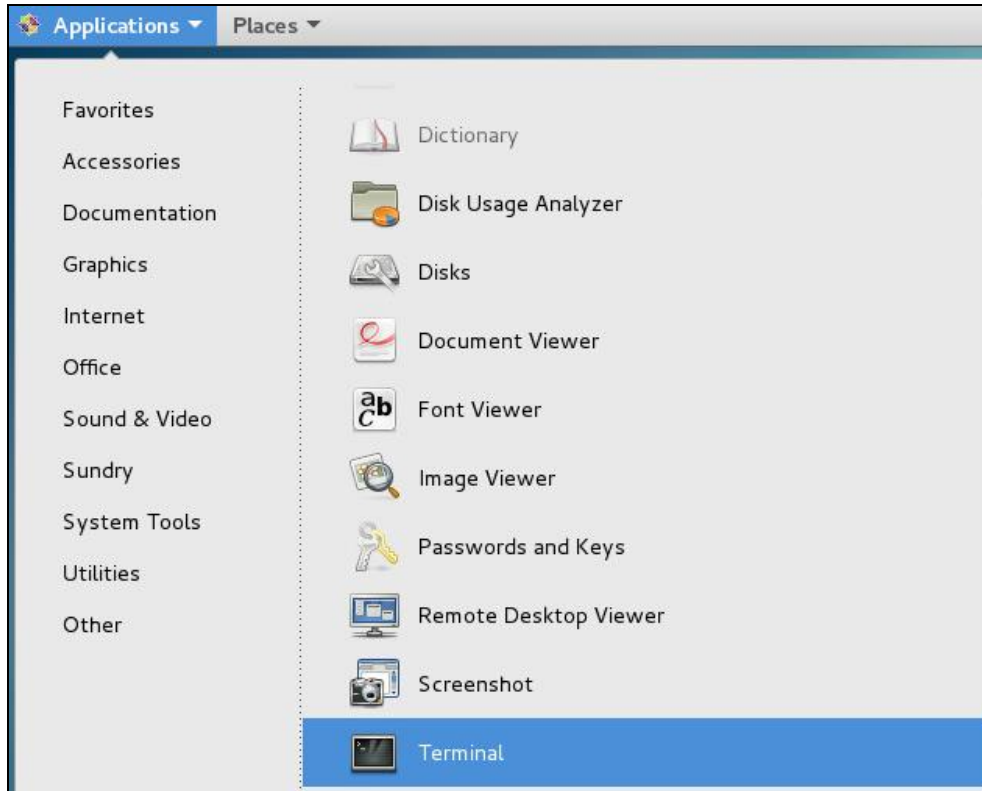 Applications Places
Favorites
Accessories
Documentation
Graphics
Internet
Office
Sound & Video
Sundry
System Tools
Utilities
Other
Dictionary
Disk Usage Analyzer
Disks
Document Viewer
Font Viewer
Image Viewer
Passwords and Keys
Remote Desktop Viewer
Screenshot
Terminal